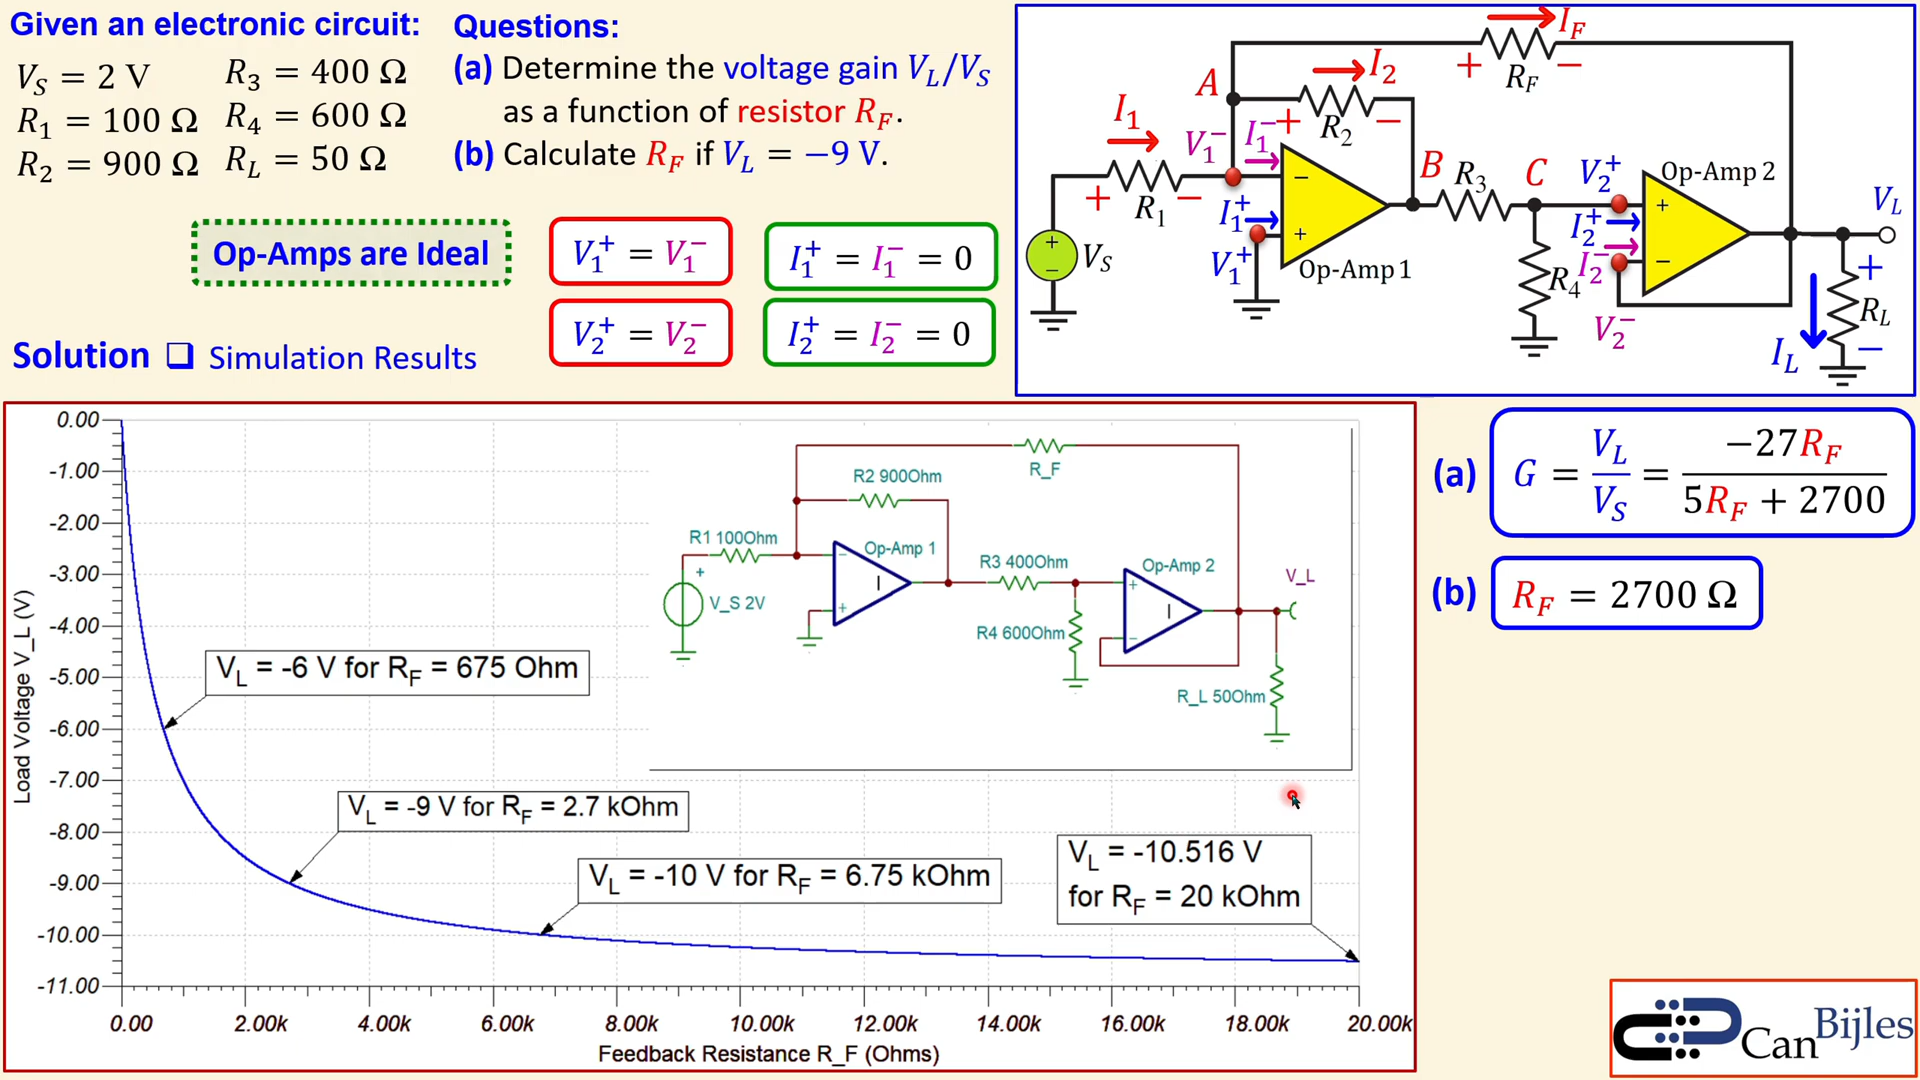 Given an electronic circuit:
V_S = 2 V
R_1 = 100 Ω
R_2 = 900 Ω
R_3 = 400 Ω
R_4 = 600 Ω
R_L = 50 Ω
Questions:
(a) Determine the voltage gain V_L/V_S
as a function of resistor R_F.
(b) Calculate R_F if V_L = −9 V.
Op-Amps are Ideal
V_1^+ = V_1^−
I_1^+ = I_1^− = 0
V_2^+ = V_2^−
I_2^+ = I_2^− = 0
Solution ❑ Simulation Results
I_F
+ R_F −
A
I_2
+ R_2 −
I_1
+ R_1 −
V_1^−
I_1^−
I_1^+
V_1^+
−
+
Op-Amp 1
+
−
V_S
B
R_3
C
R_4
V_2^+
I_2^+
I_2^−
V_2^−
+
−
Op-Amp 2
V_L
+
R_L
−
I_L
0.00
-1.00
-2.00
-3.00
-4.00
-5.00
-6.00
-7.00
-8.00
-9.00
-10.00
-11.00
Load Voltage V_L (V)
0.00 2.00k 4.00k 6.00k 8.00k 10.00k 12.00k 14.00k 16.00k 18.00k 20.00k
Feedback Resistance R_F (Ohms)
V_L = -6 V for R_F = 675 Ohm
V_L = -9 V for R_F = 2.7 kOhm
V_L = -10 V for R_F = 6.75 kOhm
V_L = -10.516 V
for R_F = 20 kOhm
R_F
R2 900Ohm
R1 100Ohm
Op-Amp 1
−
+
I
+
V_S 2V
R3 400Ohm
R4 600Ohm
Op-Amp 2
+
−
I
V_L
R_L 50Ohm
(a) G = V_L/V_S = −27R_F/(5R_F + 2700)
(b) R_F = 2700 Ω
Can Bijles